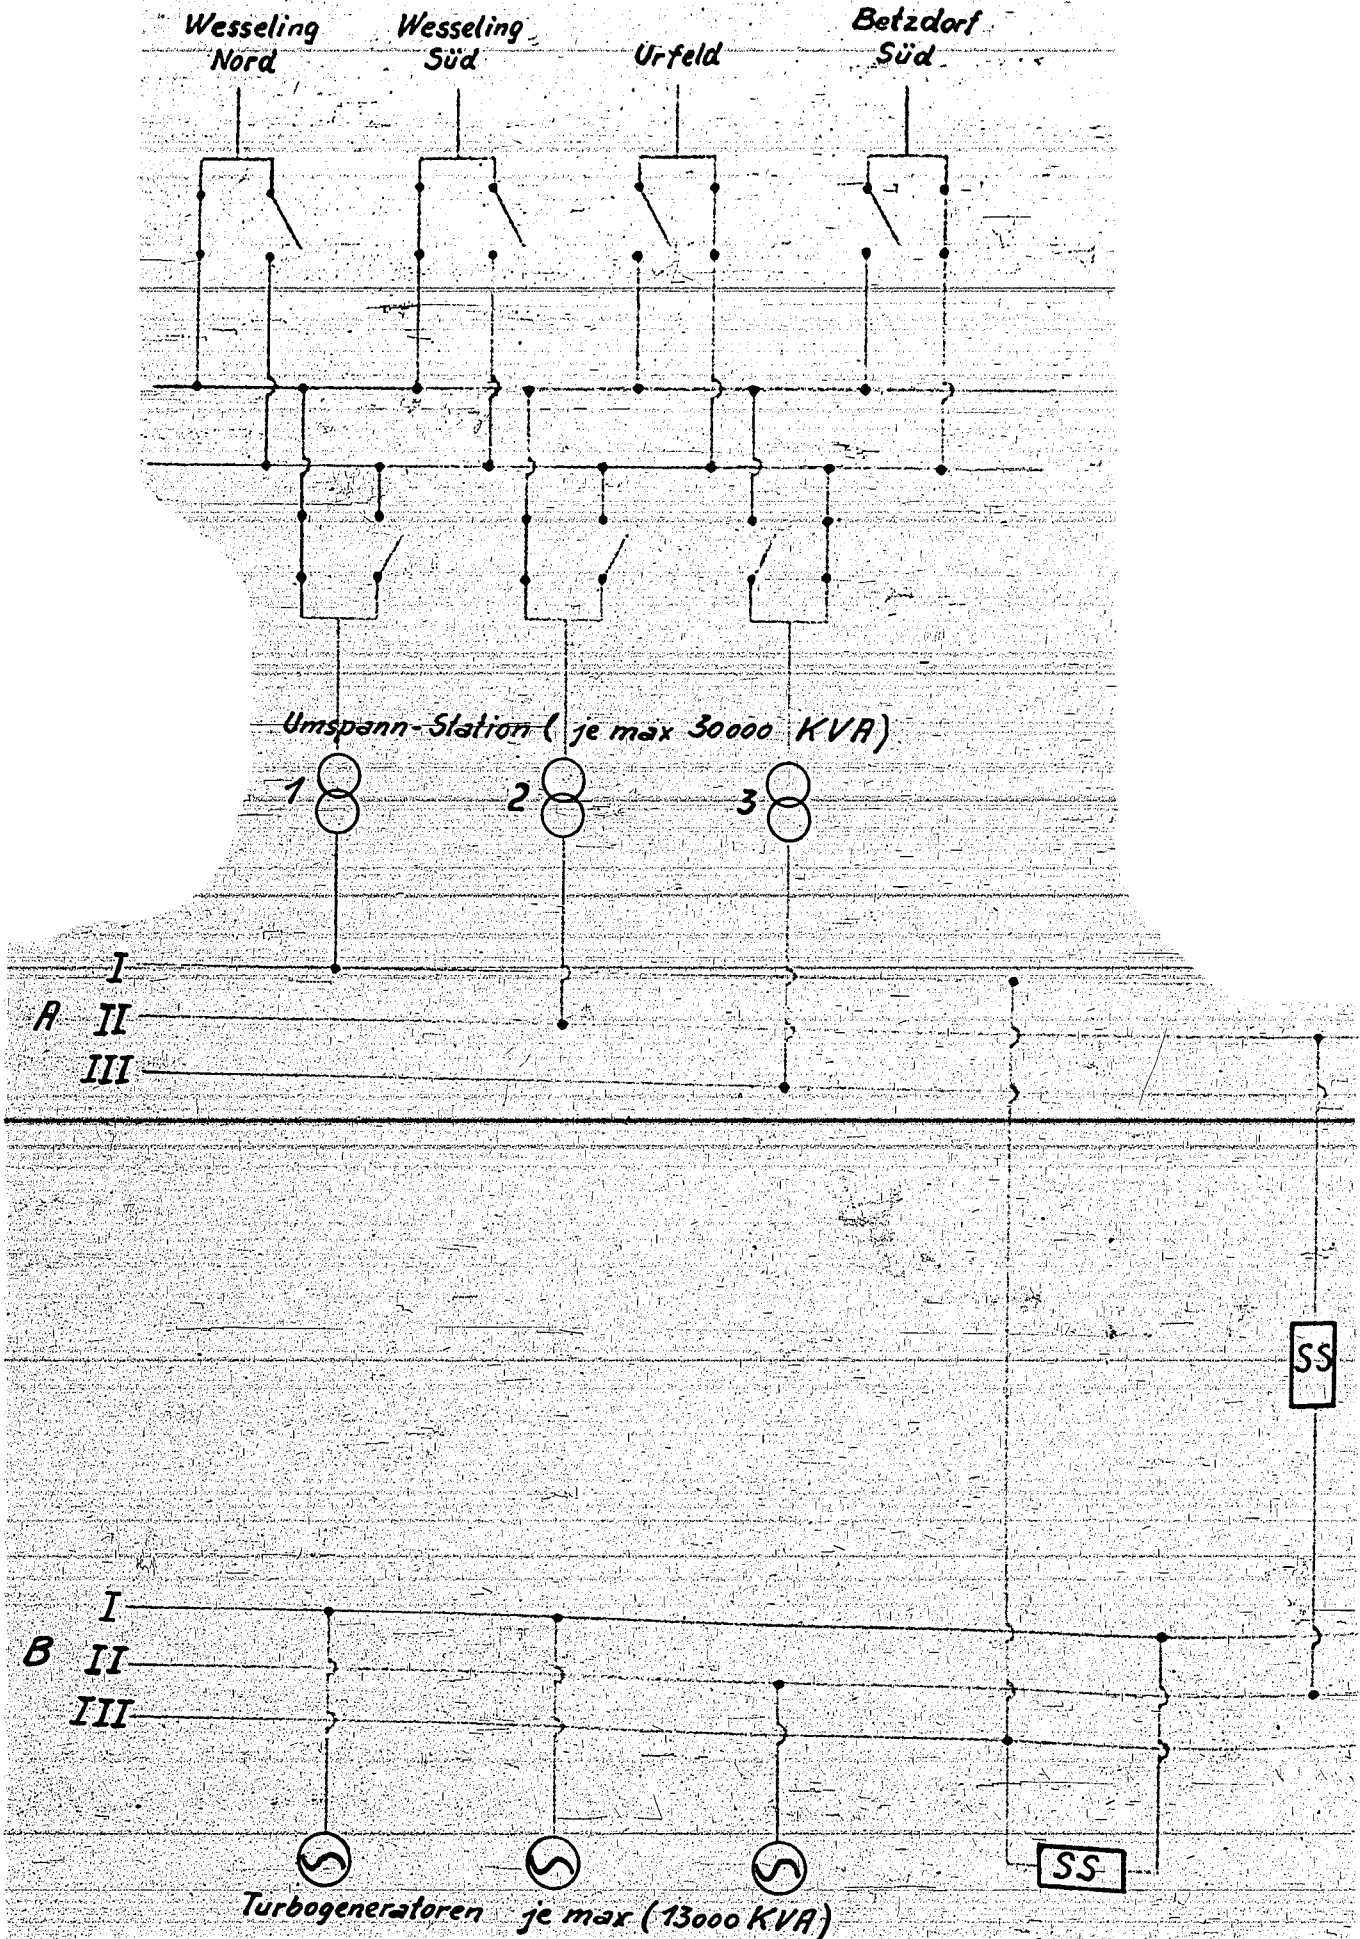 Wesseling
Nord
Wesseling
Süd
Urfeld
Betzdorf
Süd
Umspann-Station (je max 30000 KVA)
1
2
3
I
A II
III
SS
I
B II
III
SS
Turbogeneratoren je max (13000 KVA)